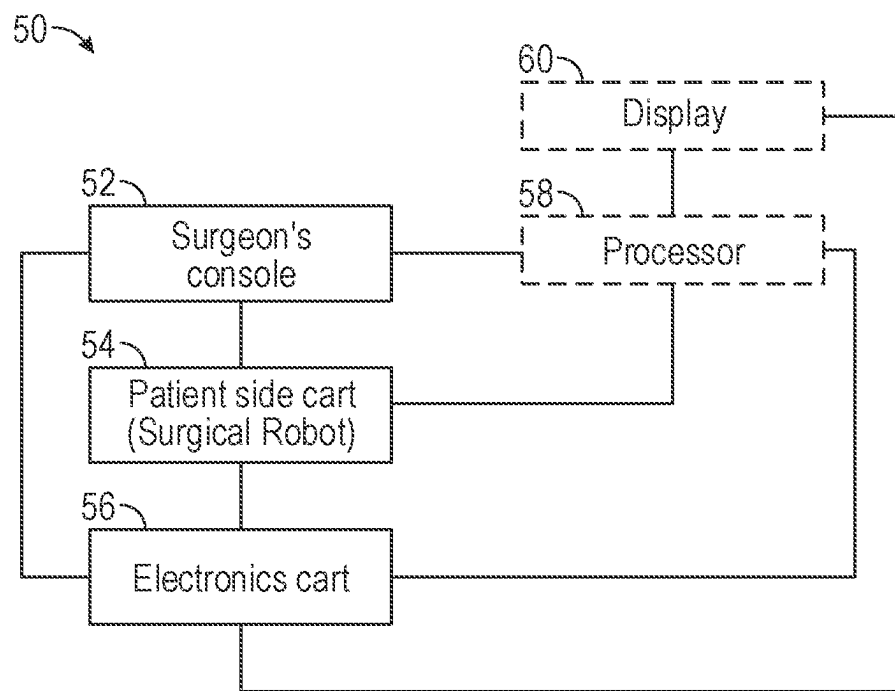 50
60
Display
52
58
Surgeon's
console
Processor
54
Patient side cart
(Surgical Robot)
56
Electronics cart